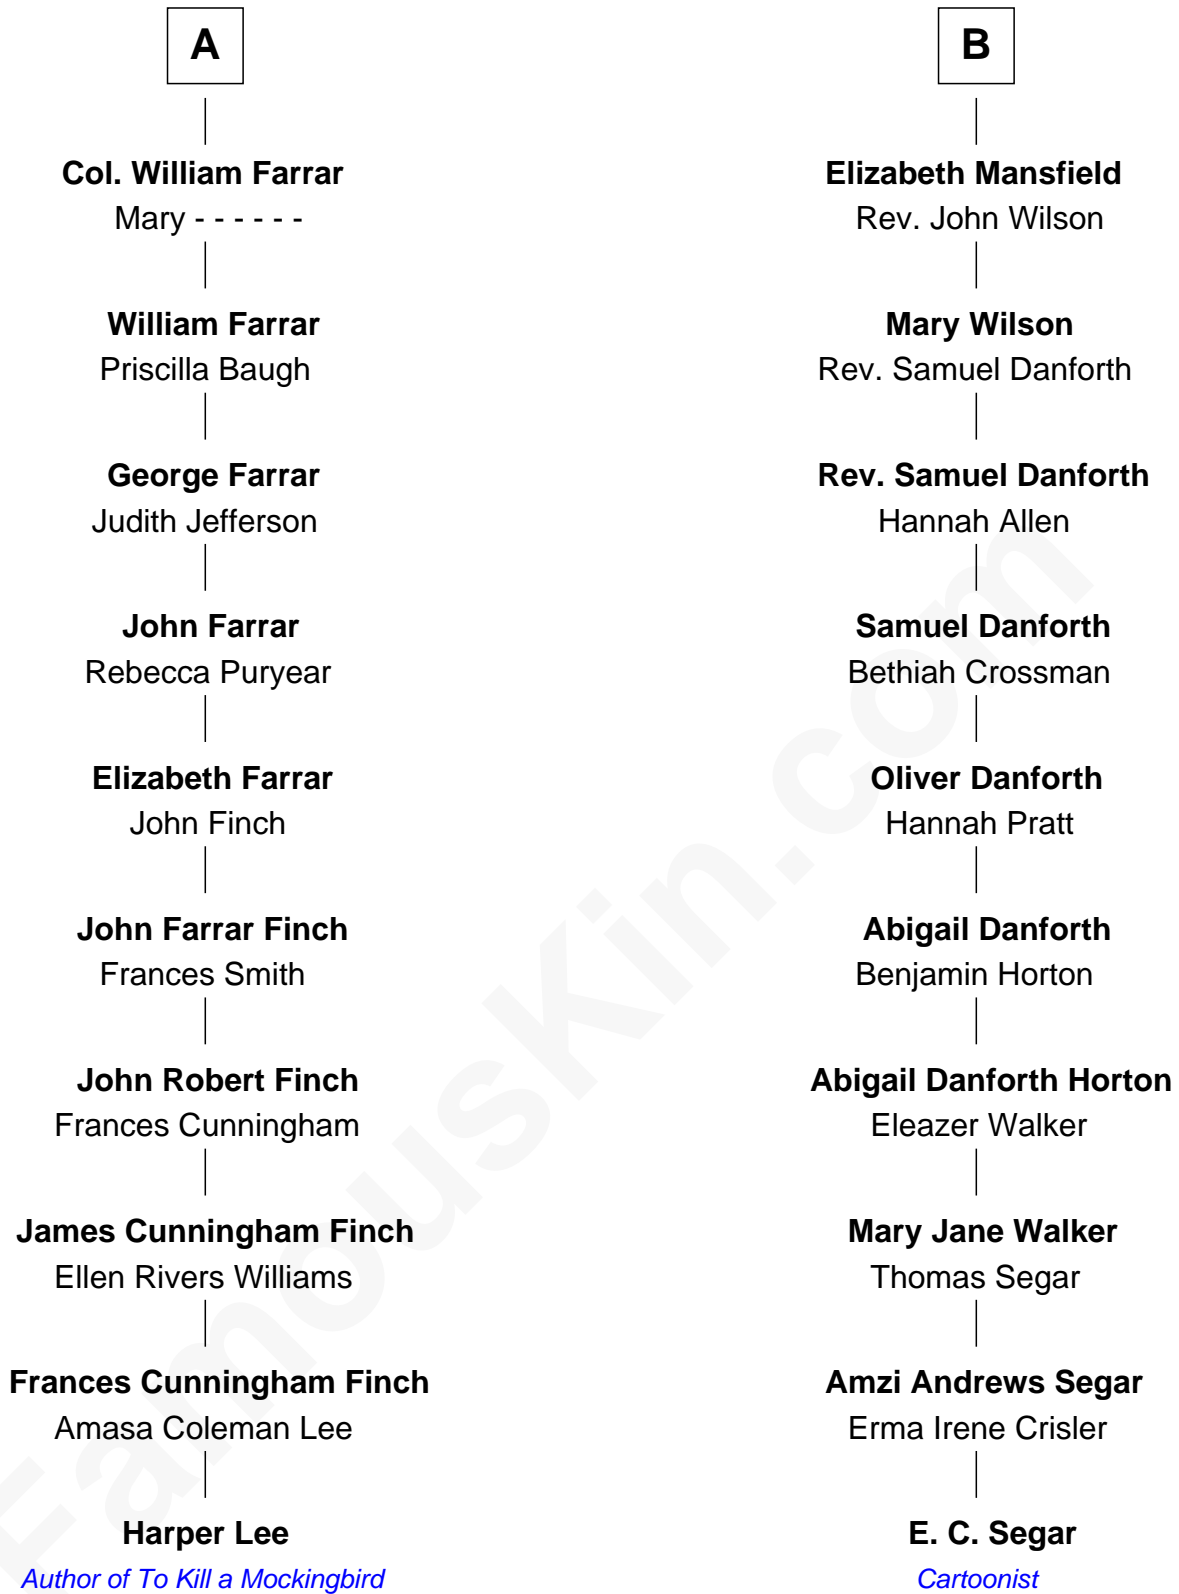 A
Col. William Farrar
Mary - - - - - -
William Farrar
Priscilla Baugh
George Farrar
Judith Jefferson
John Farrar
Rebecca Puryear
Elizabeth Farrar
John Finch
John Farrar Finch
Frances Smith
John Robert Finch
Frances Cunningham
James Cunningham Finch
Ellen Rivers Williams
Frances Cunningham Finch
Amasa Coleman Lee
Harper Lee
Author of To Kill a Mockingbird
B
Elizabeth Mansfield
Rev. John Wilson
Mary Wilson
Rev. Samuel Danforth
Rev. Samuel Danforth
Hannah Allen
Samuel Danforth
Bethiah Crossman
Oliver Danforth
Hannah Pratt
Abigail Danforth
Benjamin Horton
Abigail Danforth Horton
Eleazer Walker
Mary Jane Walker
Thomas Segar
Amzi Andrews Segar
Erma Irene Crisler
E. C. Segar
Cartoonist
FamousKin.com